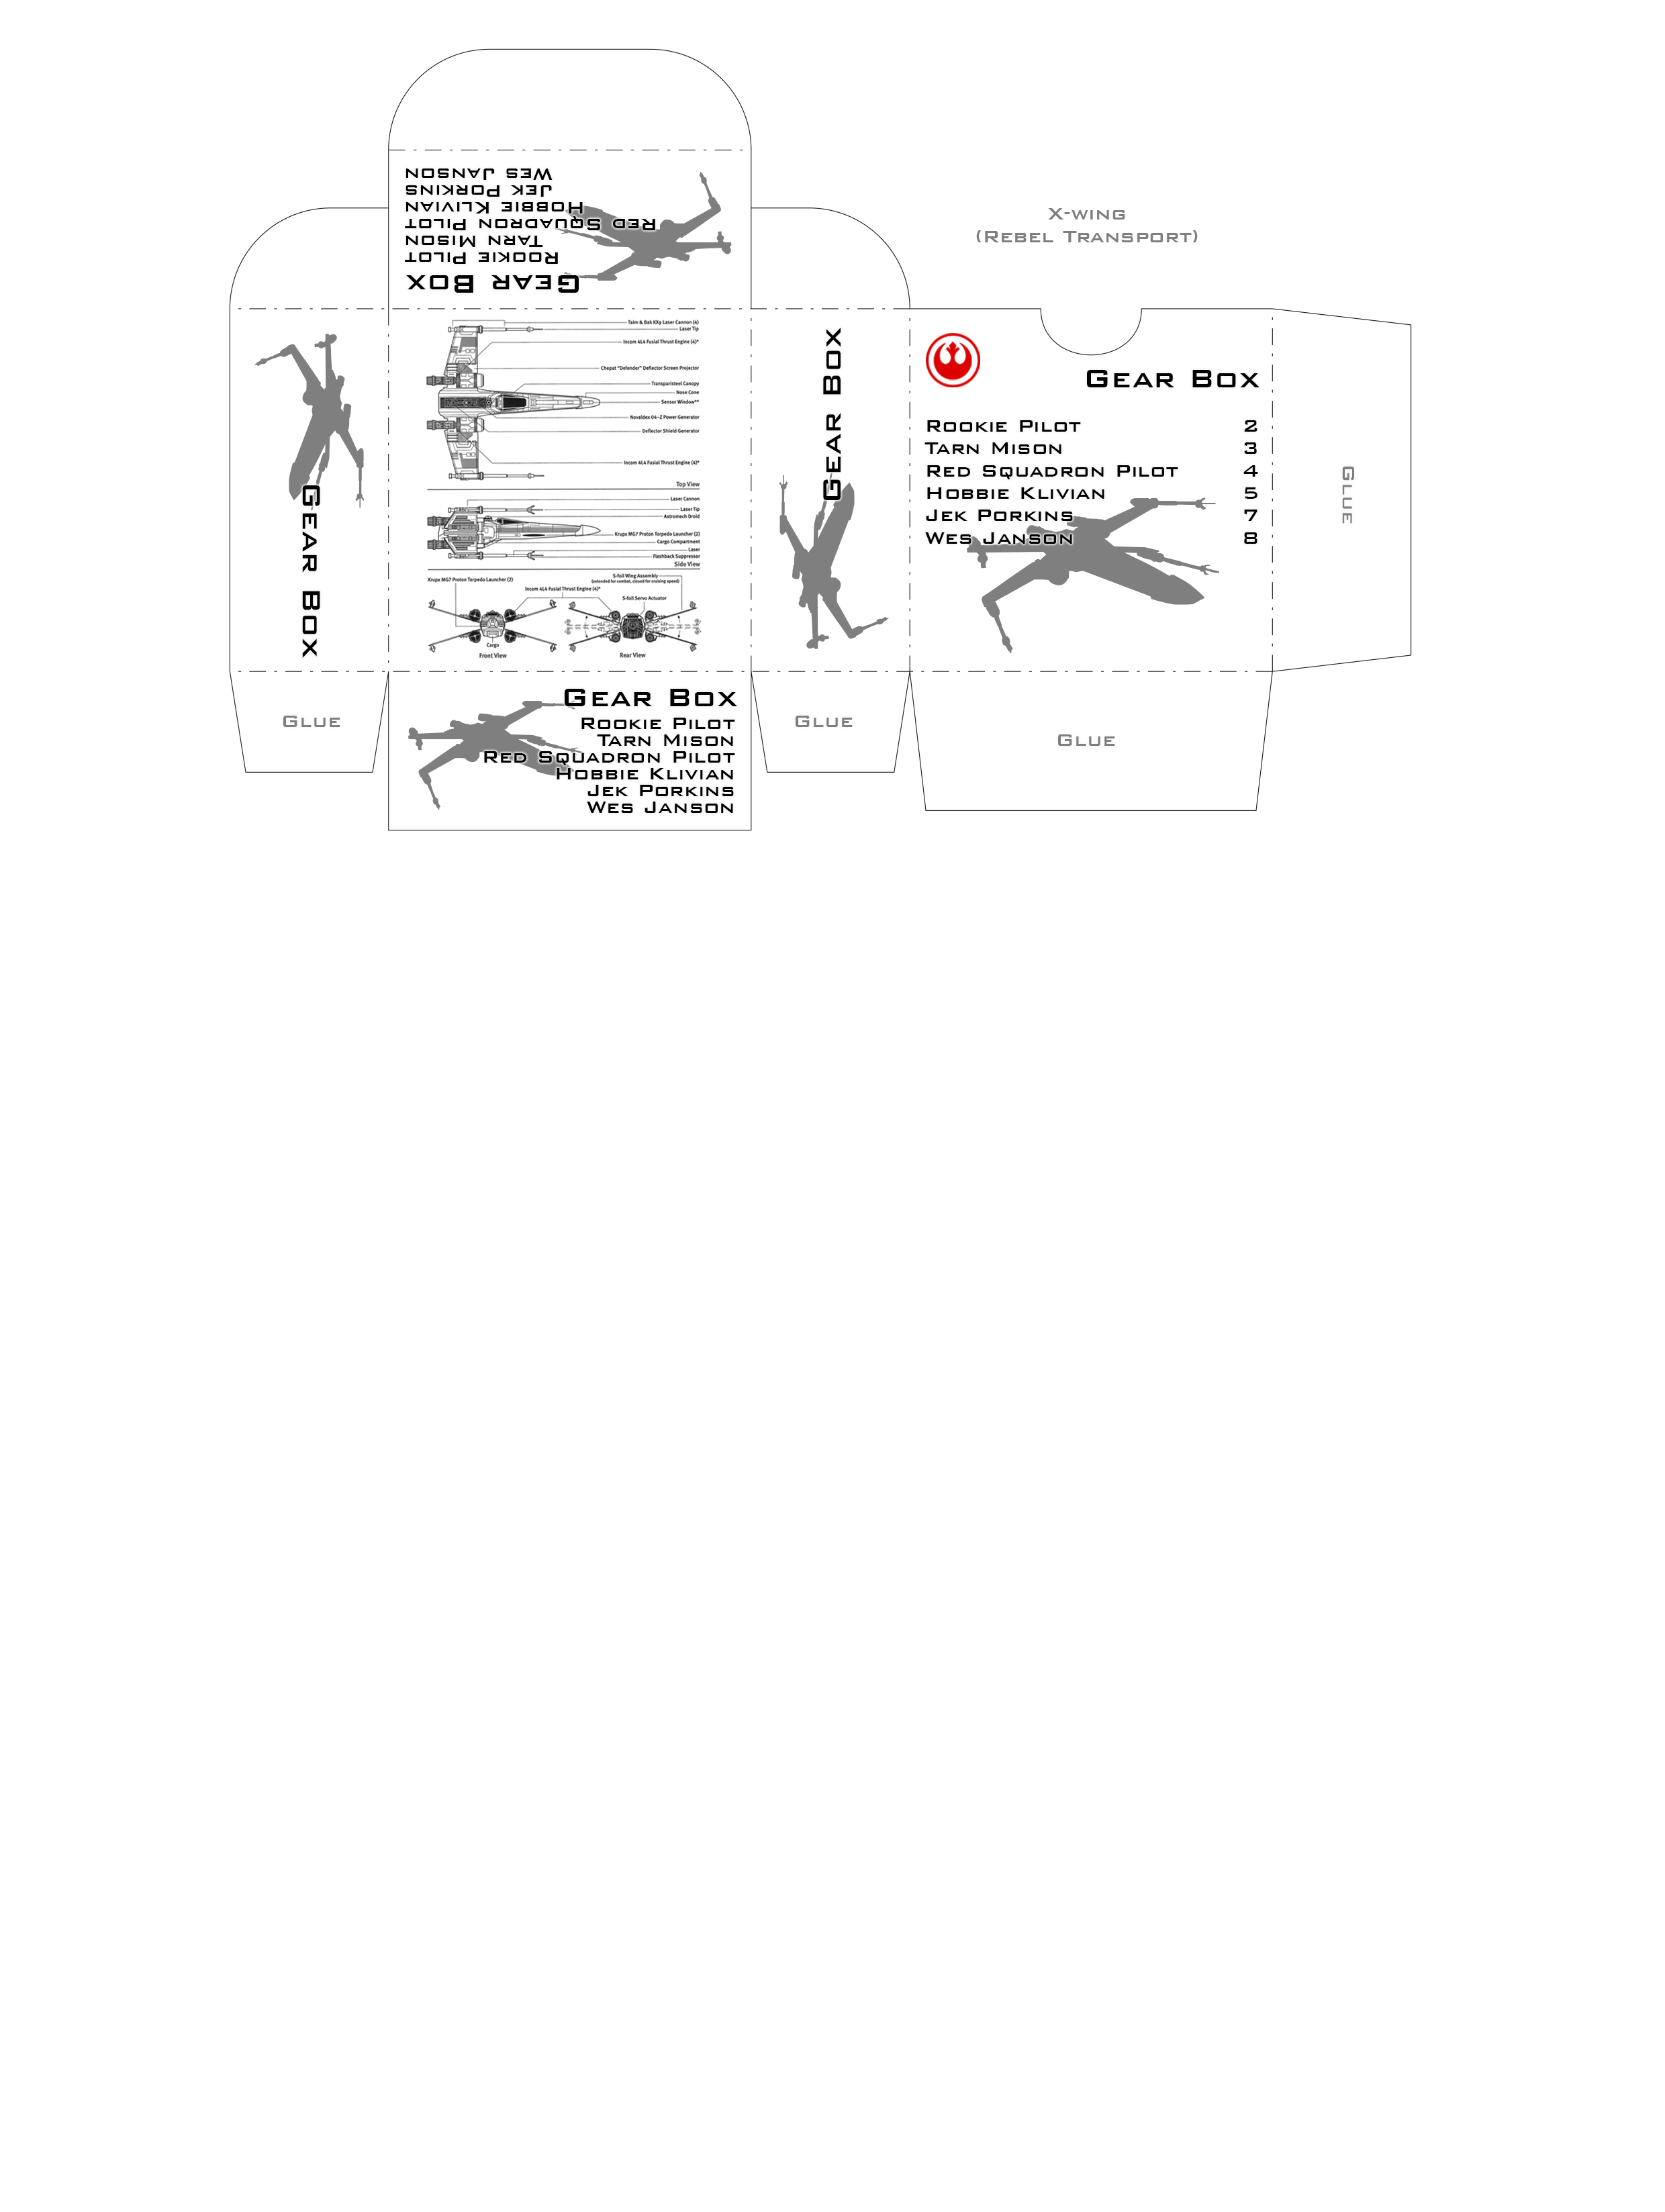 Wes Janson
Jek Porkins
Hobbie Klivian
Red Squadron Pilot
Tarn Mison
Rookie Pilot
Gear Box
X-wing
(Rebel Transport)
Gear Box
Taim & Bak KX9 Laser Cannon (4)
Laser Tip
Incom 4L4 Fusial Thrust Engine (4)*
Chepat "Defender" Deflector Screen Projector
Transparisteel Canopy
Nose Cone
Sensor Window**
Novaldex 04-Z Power Generator
Deflector Shield Generator
Incom 4L4 Fusial Thrust Engine (4)*
Top View
Laser Cannon
Laser Tip
Astromech Droid
Krupx MG7 Proton Torpedo Launcher (2)
Cargo Compartment
Laser
Flashback Suppressor
Side View
Krupx MG7 Proton Torpedo Launcher (2)
S-foil Wing Assembly
(extended for combat, closed for cruising speed)
Incom 4L4 Fusial Thrust Engine (4)*
S-foil Servo Actuator
Cargo
Front View
Rear View
Gear Box
Gear Box
Rookie Pilot 2
Tarn Mison 3
Red Squadron Pilot 4
Hobbie Klivian 5
Jek Porkins 7
Wes Janson 8
Glue
Glue
Gear Box
Rookie Pilot
Tarn Mison
Red Squadron Pilot
Hobbie Klivian
Jek Porkins
Wes Janson
Glue
Glue